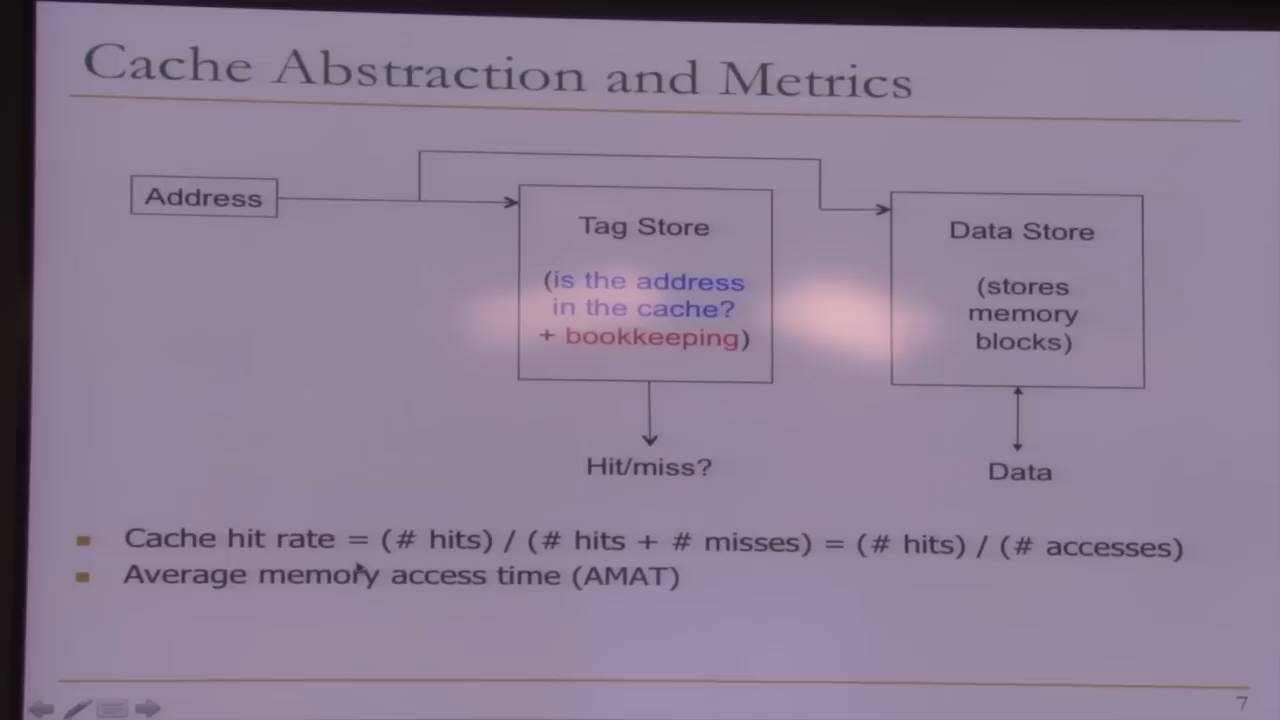 Cache Abstraction and Metrics
Address
Tag Store
(is the address
in the cache?
+ bookkeeping)
Data Store
(stores
memory
blocks)
Hit/miss?
Data
Cache hit rate = (# hits) / (# hits + # misses) = (# hits) / (# accesses)
Average memory access time (AMAT)
7